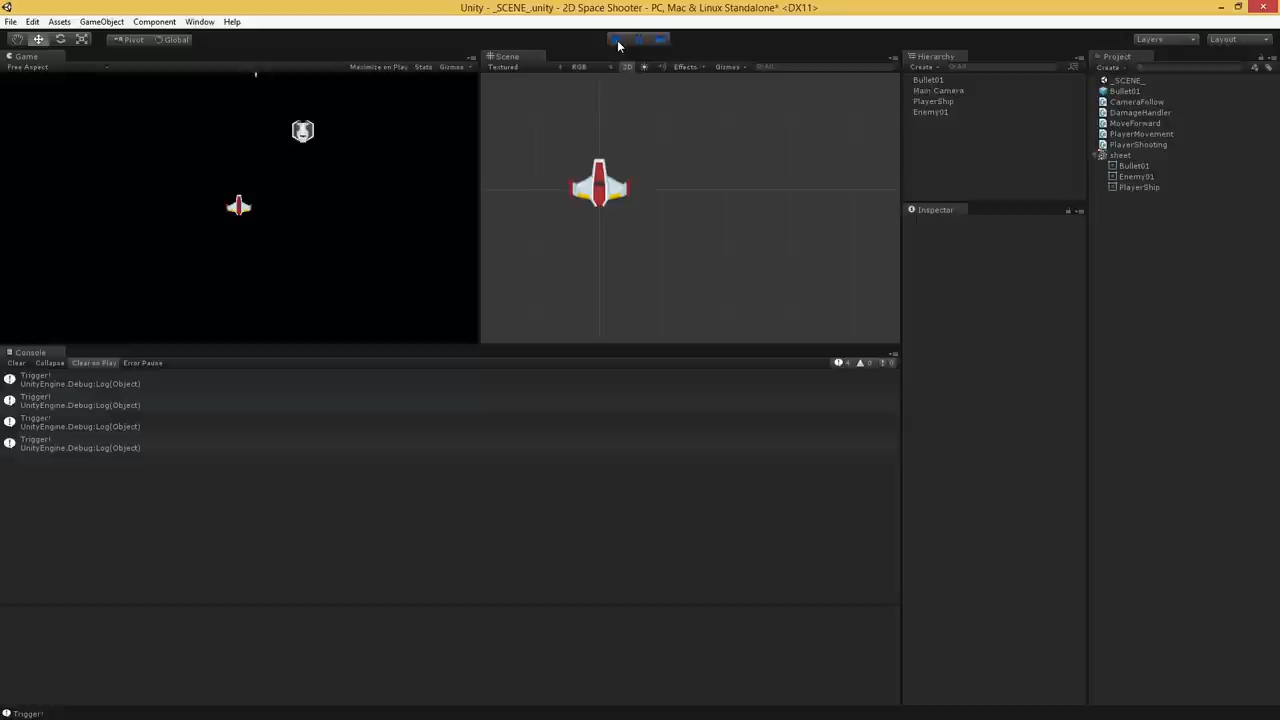 Unity - _SCENE_unity - 2D Space Shooter - PC, Mac & Linux Standalone* <DX11>
File Edit Assets GameObject Component Window Help
Pivot Global Layers Layout
Game Scene Hierarchy Project
Free Aspect Maximize on Play Stats Gizmos Textured RGB 2D Effects Gizmos Create Create
Bullet01
Main Camera
PlayerShip
Enemy01
_SCENE_
Bullet01
CameraFollow
DamageHandler
MoveForward
PlayerMovement
PlayerShooting
sheet
Bullet01
Enemy01
PlayerShip
Inspector
Console
Clear Collapse Clear on Play Error Pause 4 0 0
Trigger!
UnityEngine.Debug:Log(Object)
Trigger!
UnityEngine.Debug:Log(Object)
Trigger!
UnityEngine.Debug:Log(Object)
Trigger!
UnityEngine.Debug:Log(Object)
Trigger!